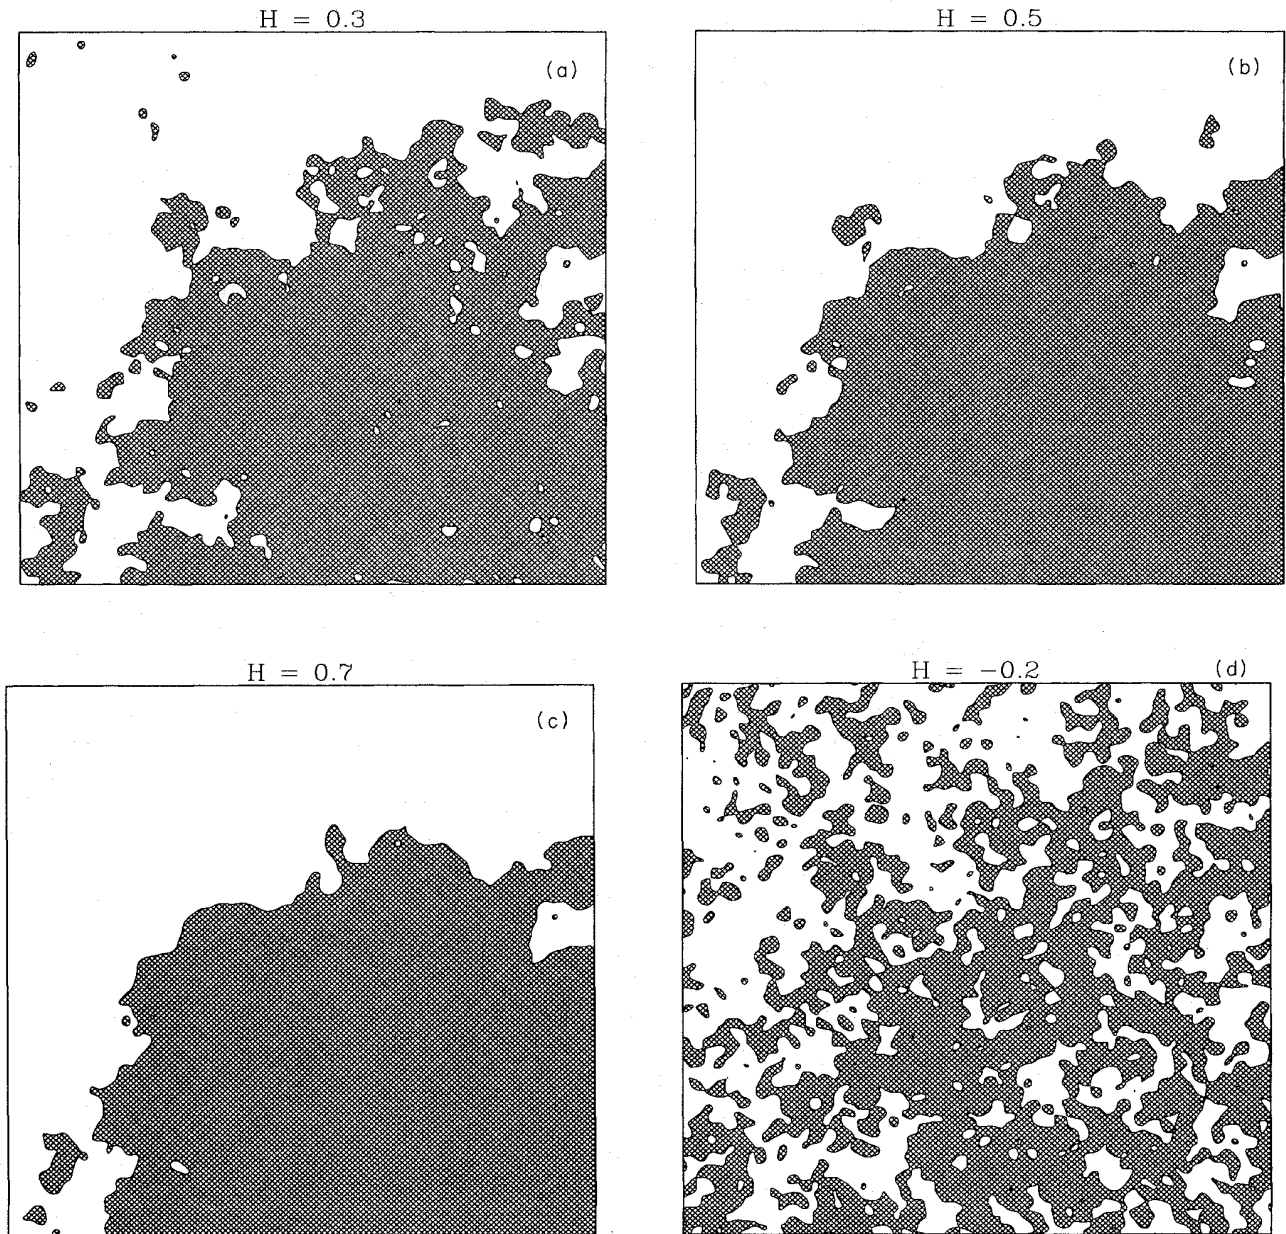 H = 0.3
(a)
H = 0.5
(b)
H = 0.7
(c)
H = −0.2
(d)